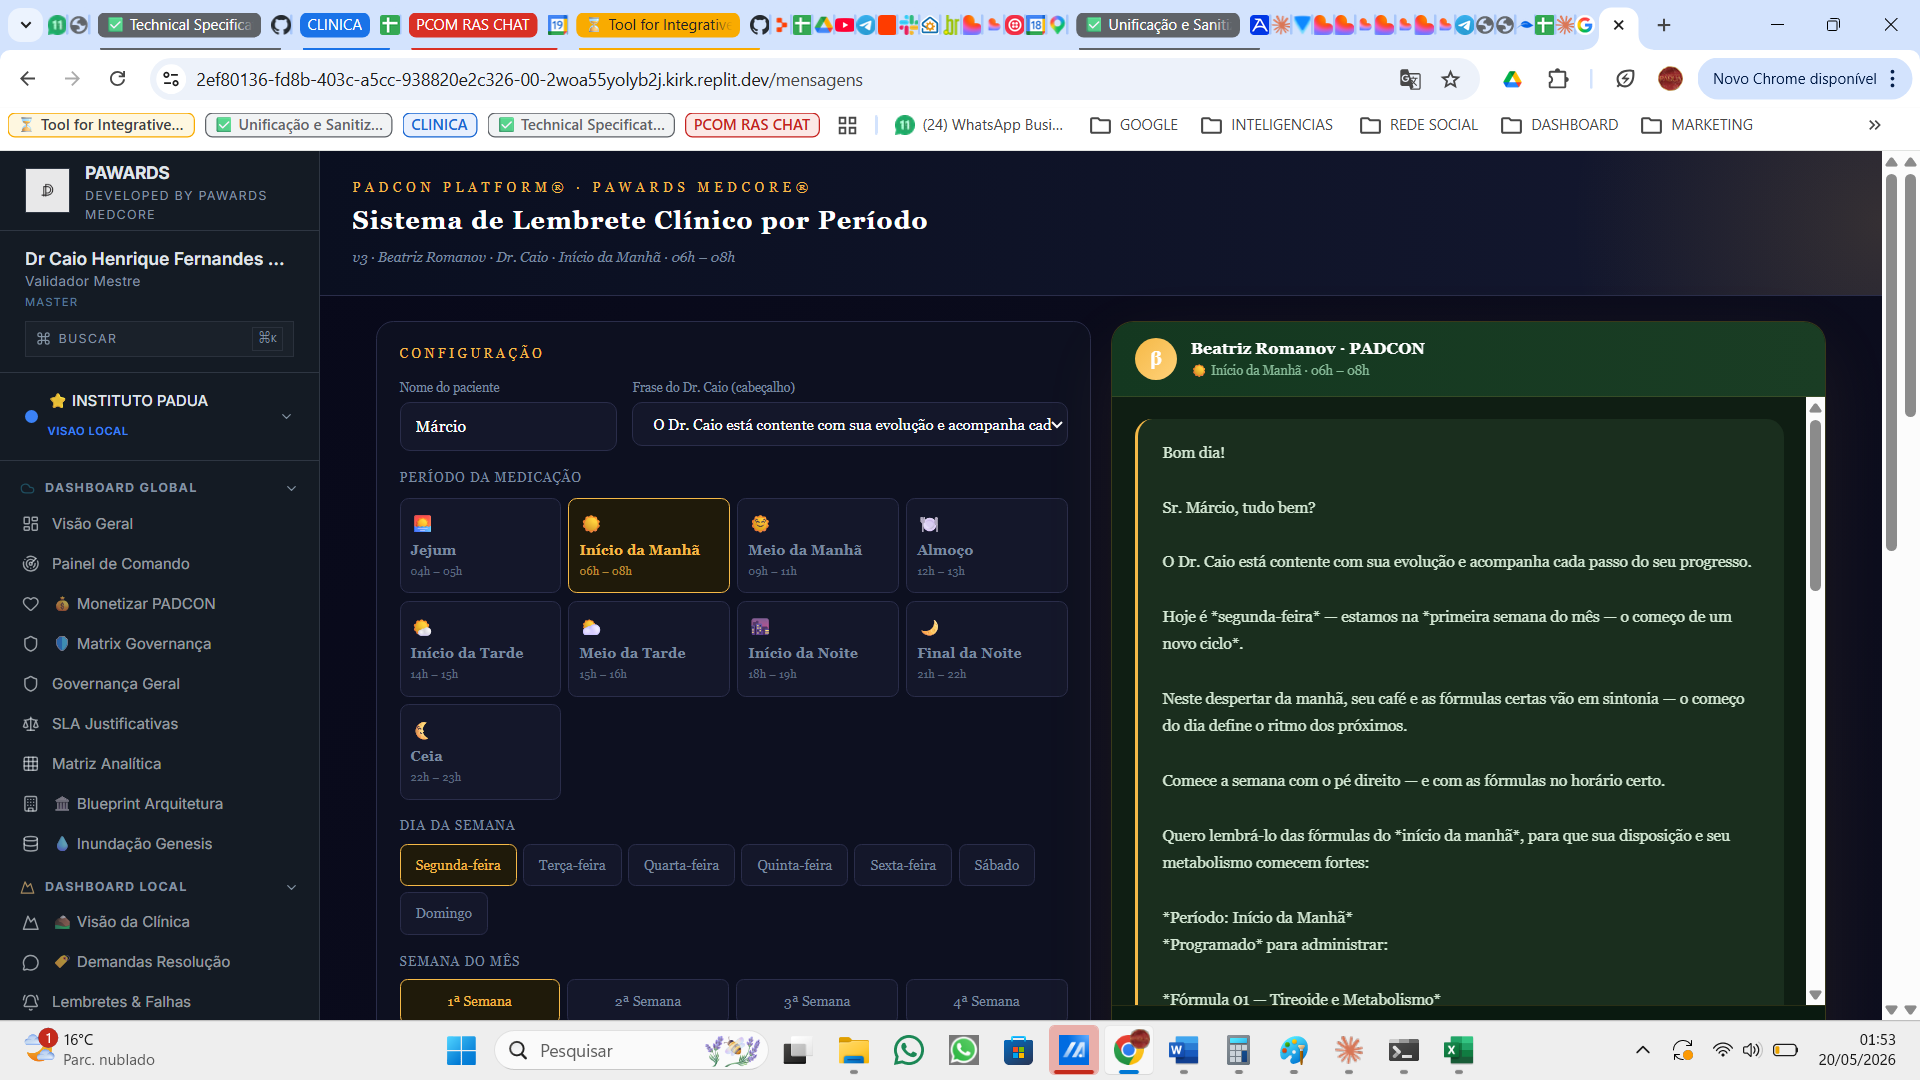 Technical Specifica
CLINICA
PCOM RAS CHAT
Tool for Integrative
Unificação e Saniti
2ef80136-fd8b-403c-a5cc-938820e2c326-00-2woa55yolyb2j.kirk.replit.dev/mensagens
Novo Chrome disponível
Tool for Integrative...
Unificação e Sanitiz...
CLINICA
Technical Specificat...
PCOM RAS CHAT
(24) WhatsApp Busi...
GOOGLE
INTELIGENCIAS
REDE SOCIAL
DASHBOARD
MARKETING
PAWARDS
DEVELOPED BY PAWARDS
MEDCORE
Dr Caio Henrique Fernandes ...
Validador Mestre
MASTER
⌘ BUSCAR ⌘K
INSTITUTO PADUA
VISAO LOCAL
DASHBOARD GLOBAL
Visão Geral
Painel de Comando
Monetizar PADCON
Matrix Governança
Governança Geral
SLA Justificativas
Matriz Analítica
Blueprint Arquitetura
Inundação Genesis
DASHBOARD LOCAL
Visão da Clínica
Demandas Resolução
Lembretes & Falhas
PADCON PLATFORM® · PAWARDS MEDCORE®
Sistema de Lembrete Clínico por Período
v3 · Beatriz Romanov · Dr. Caio · Início da Manhã · 06h – 08h
CONFIGURAÇÃO
Nome do paciente
Frase do Dr. Caio (cabeçalho)
Márcio
O Dr. Caio está contente com sua evolução e acompanha cad
PERÍODO DA MEDICAÇÃO
Jejum
04h – 05h
Início da Manhã
06h – 08h
Meio da Manhã
09h – 11h
Almoço
12h – 13h
Início da Tarde
14h – 15h
Meio da Tarde
15h – 16h
Início da Noite
18h – 19h
Final da Noite
21h – 22h
Ceia
22h – 23h
DIA DA SEMANA
Segunda-feira
Terça-feira
Quarta-feira
Quinta-feira
Sexta-feira
Sábado
Domingo
SEMANA DO MÊS
1ª Semana
2ª Semana
3ª Semana
4ª Semana
β
Beatriz Romanov · PADCON
Início da Manhã · 06h – 08h
Bom dia!
Sr. Márcio, tudo bem?
O Dr. Caio está contente com sua evolução e acompanha cada passo do seu progresso.
Hoje é *segunda-feira* — estamos na *primeira semana do mês — o começo de um
novo ciclo*.
Neste despertar da manhã, seu café e as fórmulas certas vão em sintonia — o começo
do dia define o ritmo dos próximos.
Comece a semana com o pé direito — e com as fórmulas no horário certo.
Quero lembrá-lo das fórmulas do *início da manhã*, para que sua disposição e seu
metabolismo comecem fortes:
*Período: Início da Manhã*
*Programado* para administrar:
*Fórmula 01 — Tireoide e Metabolismo*
1
16°C
Parc. nublado
Pesquisar
01:53
20/05/2026